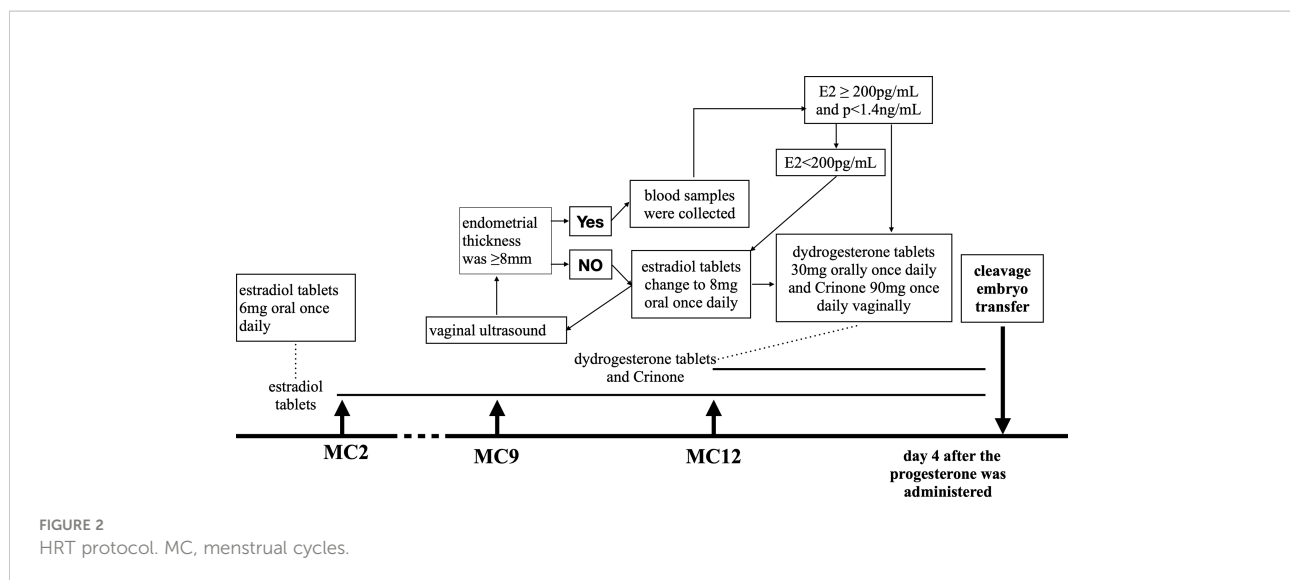 E2 ≥ 200pg/mL
and p<1.4ng/mL
E2<200pg/mL
blood samples
were collected
Yes
endometrial
thickness
was ≥8mm
NO
estradiol tablets
change to 8mg
oral once daily
dydrogesterone tablets
30mg orally once daily
and Crinone 90mg once
daily vaginally
cleavage
embryo
transfer
estradiol tablets
6mg oral once
daily
vaginal ultrasound
dydrogesterone tablets
and Crinone
estradiol
tablets
MC2
MC9
MC12
day 4 after the
progesterone was
administered
FIGURE 2
HRT protocol. MC, menstrual cycles.